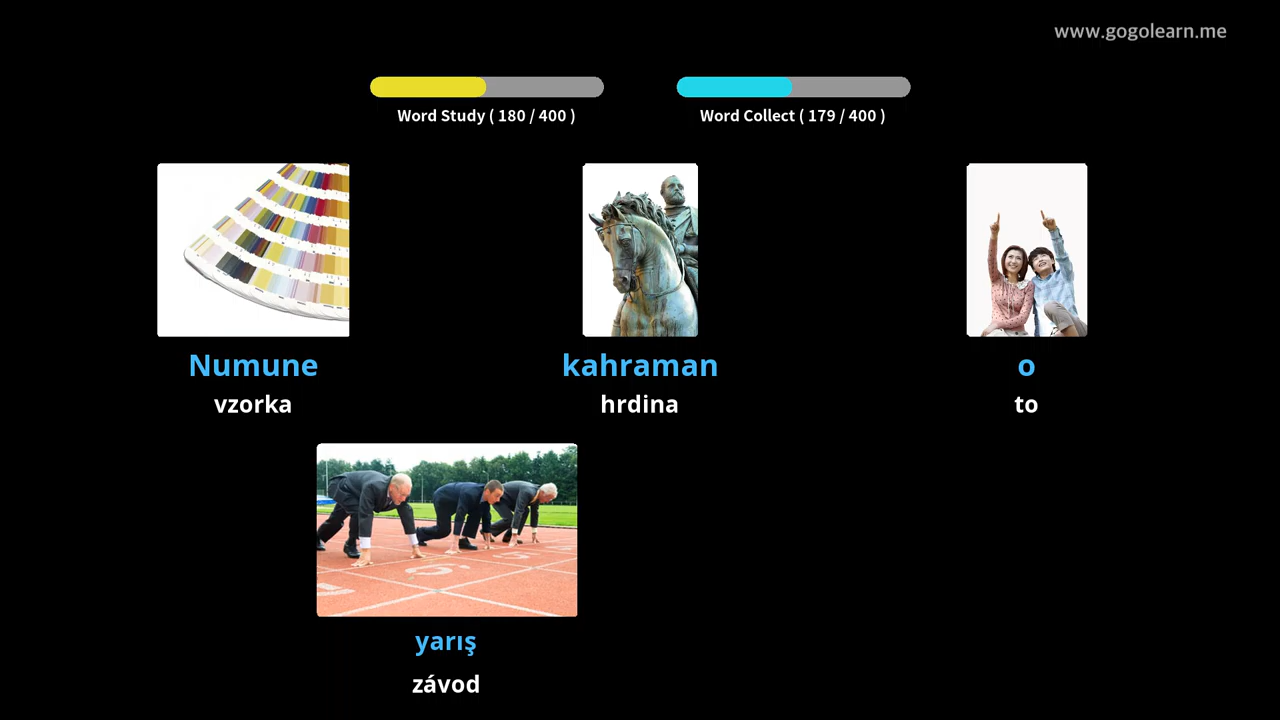 www.gogolearn.me
Word Study ( 180 / 400 )
Word Collect ( 179 / 400 )
Numune
kahraman
o
vzorka
hrdina
to
yarış
závod